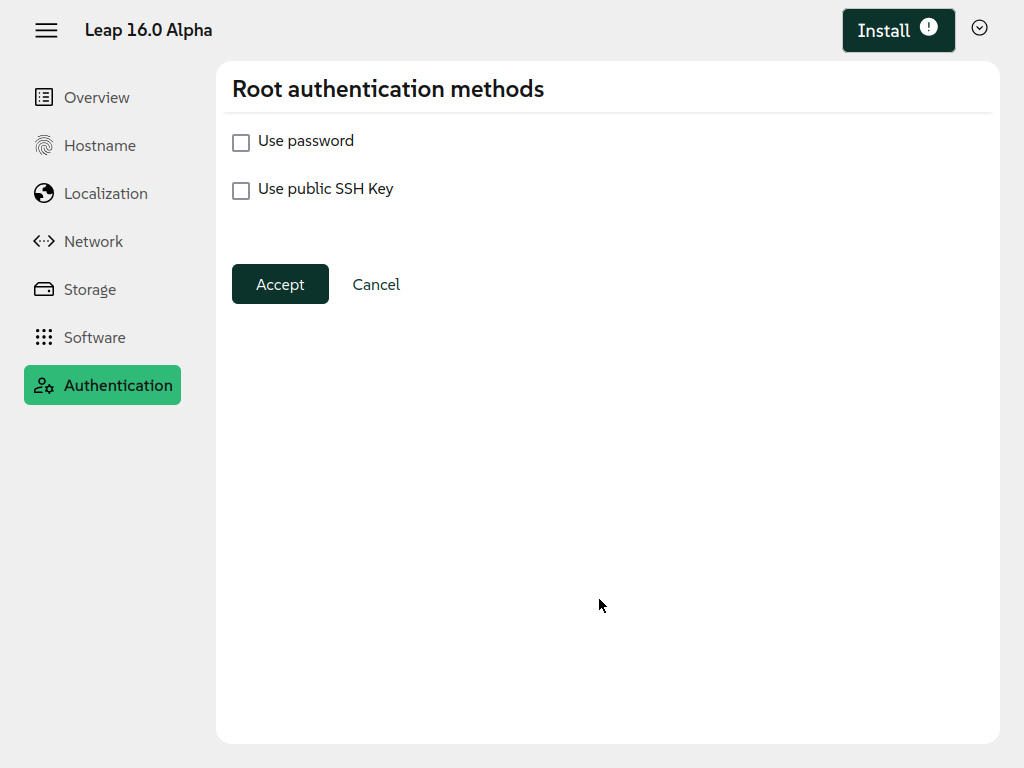 Leap 16.0 Alpha
Install
Overview
Hostname
Localization
Network
Storage
Software
Authentication
Root authentication methods
Use password
Use public SSH Key
Accept
Cancel